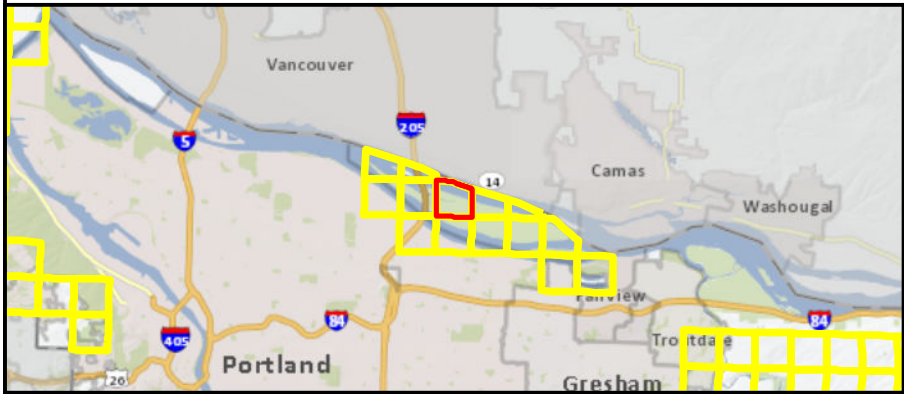 Vancouver
205
5
14
Camas
Washougal
Fairview
84
84
Troutdale
405
Portland
26
Gresham